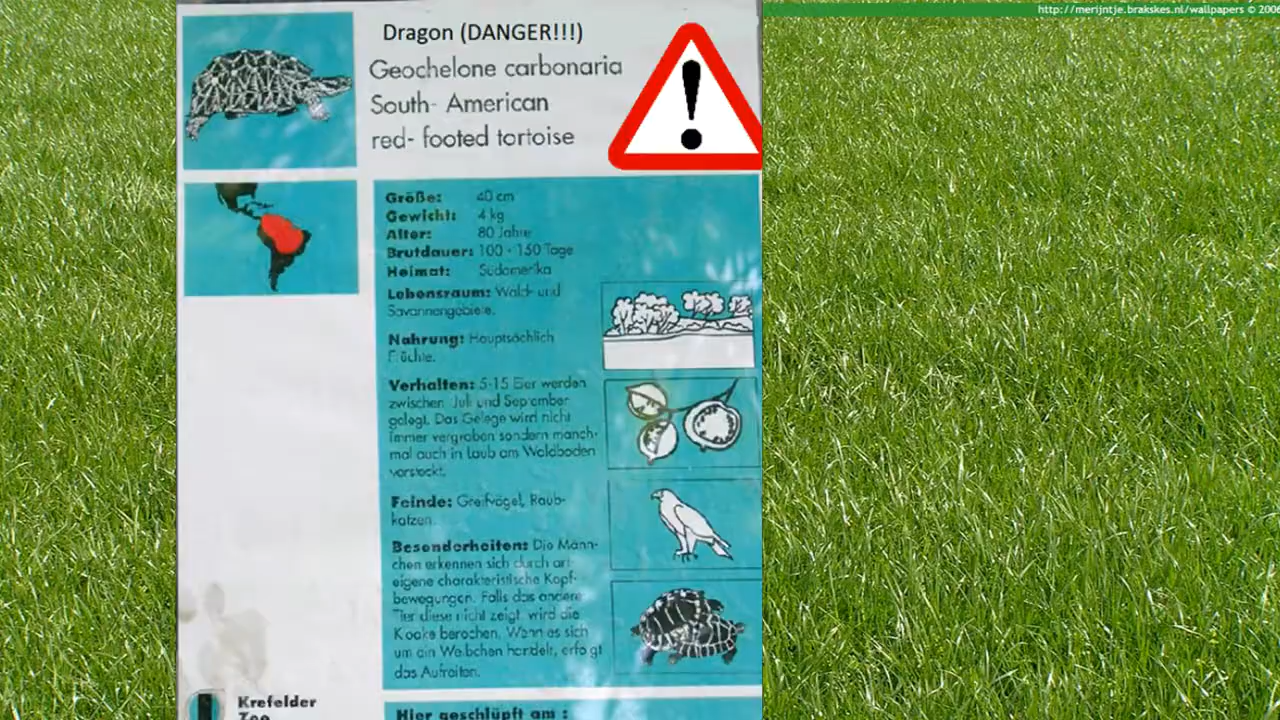 http://merijntje.brakskes.nl/wallpapers © 2006
Dragon (DANGER!!!)
Geochelone carbonaria
South- American
red- footed tortoise
Größe: 40 cm
Gewicht: 4 kg
Alter: 80 Jahre
Brutdauer: 100 - 150 Tage
Heimat: Südamerika
Lebensraum: Wald- und
Savannengebiete.
Nahrung: Hauptsächlich
Früchte.
Verhalten: 5-15 Eier werden
zwischen Juli und September
gelegt. Das Gelege wird nicht
immer vergraben sondern manch-
mal auch in Laub am Waldboden
versteckt.
Feinde: Greifvögel, Raub-
katzen.
Besonderheiten: Die Männ-
chen erkennen sich durch art-
eigene charakteristische Kopf-
bewegungen. Falls das andere
Tier diese nicht zeigt, wird die
Kloake berochen. Wenn es sich
um ein Weibchen handelt, erfolgt
das Aufreiten.
Krefelder
Zoo
Hier geschlüpft am :